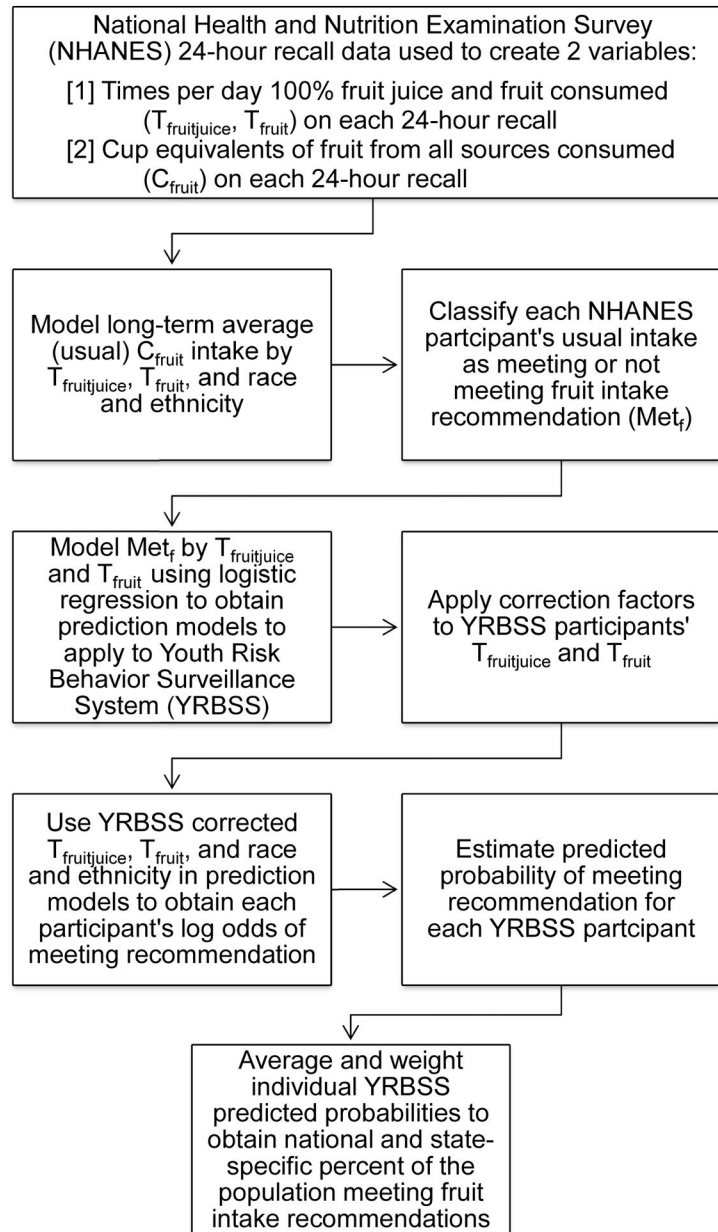 National Health and Nutrition Examination Survey
(NHANES) 24-hour recall data used to create 2 variables:
[1] Times per day 100% fruit juice and fruit consumed
(Tfruitjuice, Tfruit) on each 24-hour recall
[2] Cup equivalents of fruit from all sources consumed
(Cfruit) on each 24-hour recall
Model long-term average
(usual) Cfruit intake by
Tfruitjuice, Tfruit, and race
and ethnicity
Classify each NHANES
partcipant's usual intake
as meeting or not
meeting fruit intake
recommendation (Metf)
Model Metf by Tfruitjuice
and Tfruit using logistic
regression to obtain
prediction models to
apply to Youth Risk
Behavior Surveillance
System (YRBSS)
Apply correction factors
to YRBSS participants'
Tfruitjuice and Tfruit
Use YRBSS corrected
Tfruitjuice, Tfruit, and race
and ethnicity in prediction
models to obtain each
participant's log odds of
meeting recommendation
Estimate predicted
probability of meeting
recommendation for
each YRBSS partcipant
Average and weight
individual YRBSS
predicted probabilities to
obtain national and state-
specific percent of the
population meeting fruit
intake recommendations